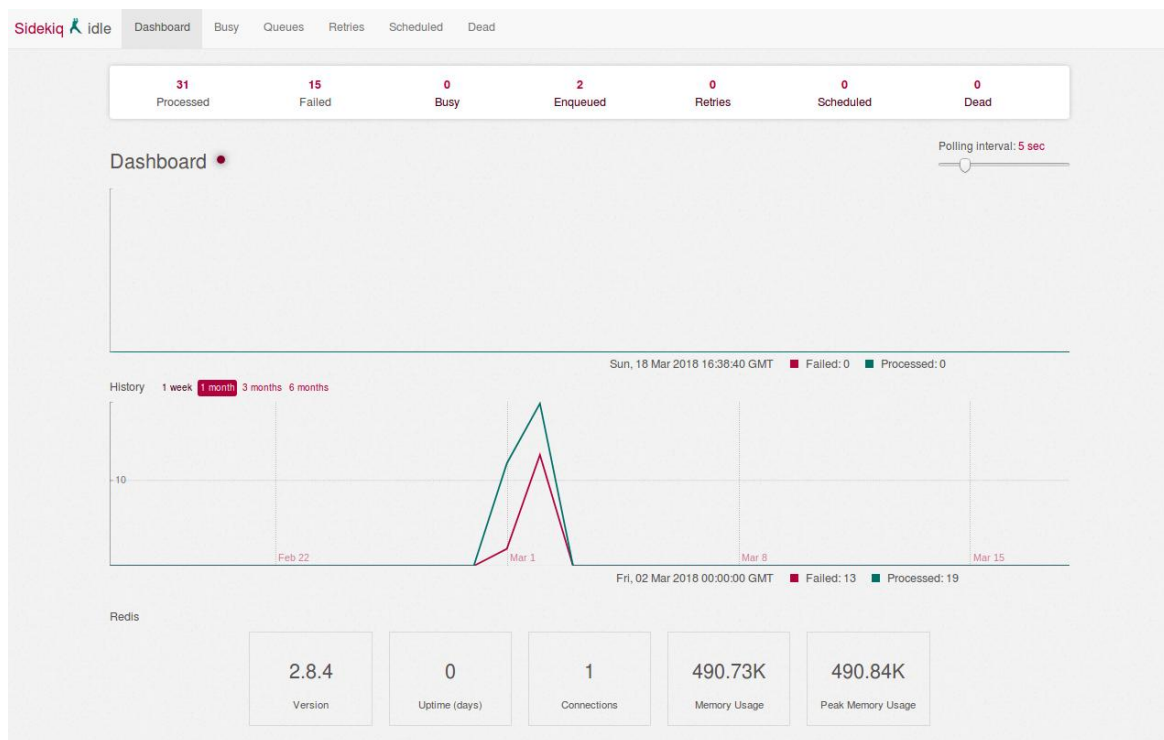 Sidekiq idle Dashboard Busy Queues Retries Scheduled Dead
31 15 0 2 0 0 0
Processed Failed Busy Enqueued Retries Scheduled Dead
Polling interval: 5 sec
Dashboard
Sun, 18 Mar 2018 16:38:40 GMT Failed: 0 Processed: 0
History 1 week 1 month 3 months 6 months
10
Feb 22 Mar 1 Mar 8 Mar 15
Fri, 02 Mar 2018 00:00:00 GMT Failed: 13 Processed: 19
Redis
2.8.4 0 1 490.73K 490.84K
Version Uptime (days) Connections Memory Usage Peak Memory Usage